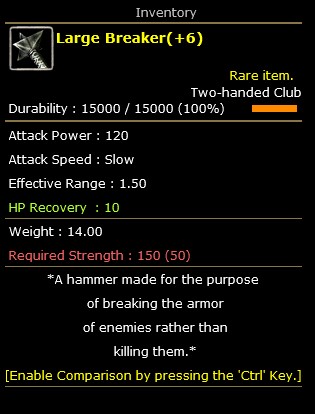 Inventory
Large Breaker(+6)
Rare item.
Two-handed Club
Durability : 15000 / 15000 (100%)
Attack Power : 120
Attack Speed : Slow
Effective Range : 1.50
HP Recovery  : 10
Weight : 14.00
Required Strength : 150 (50)
*A hammer made for the purpose
of breaking the armor
of enemies rather than
killing them.*
[Enable Comparison by pressing the 'Ctrl' Key.]